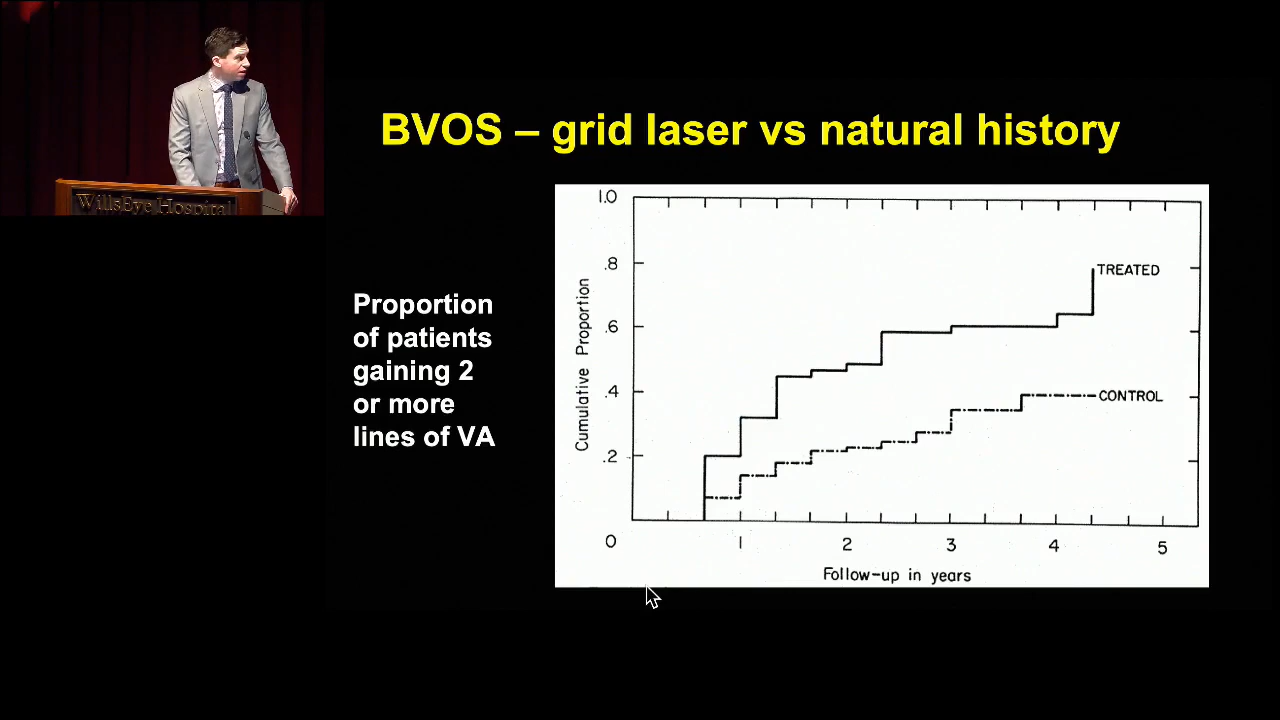 WillsEye Hospital
BVOS – grid laser vs natural history
Proportion
of patients
gaining 2
or more
lines of VA
Cumulative Proportion
1.0
.8
.6
.4
.2
0
TREATED
CONTROL
1 2 3 4 5
Follow-up in years